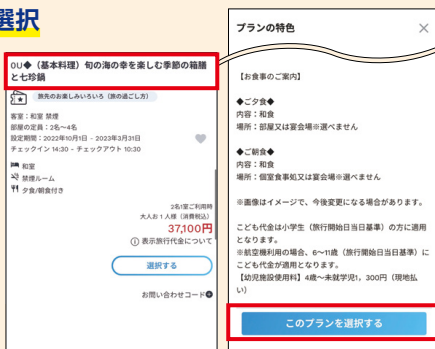 選択
0U◆（基本料理）旬の海の幸を楽しむ季節の箱膳
と七珍鍋
旅先のお楽しみいろいろ（旅の過ごし方）
客室：和室 禁煙
部屋の定員：2名〜4名
設定期間：2022年10月1日 - 2023年3月31日
チェックイン 14:30 - チェックアウト 10:30
和室
禁煙ルーム
夕食/朝食付き
2名1室ご利用時
大人お1人様（消費税込）
37,100円
表示旅行代金について
選択する
お問い合わせコード
プランの特色
【お食事のご案内】
◆ご夕食◆
内容：和食
場所：部屋又は宴会場※選べません
◆ご朝食◆
内容：和食
場所：個室食事処又は宴会場※選べません
※画像はイメージで、今後変更になる場合があります。
こども代金は小学生（旅行開始日当日基準）の方に適用
となります。
※航空機利用の場合、6〜11歳（旅行開始日当日基準）に
こども代金が適用となります。
【幼児施設使用料】4歳〜未就学児1，300円（現地払
い）
このプランを選択する